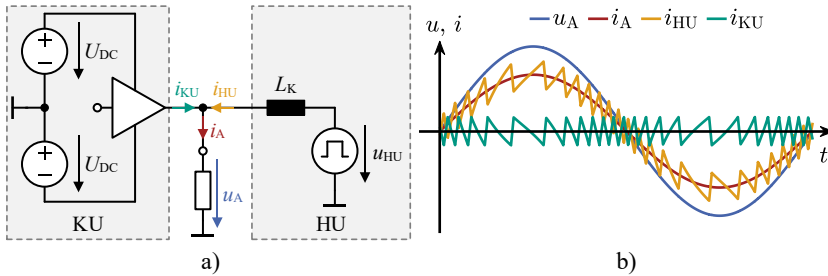 U_DC
U_DC
KU
i_KU
i_HU
i_A
u_A
L_K
u_HU
HU
a)
u, i
u_A i_A i_HU i_KU
t
b)